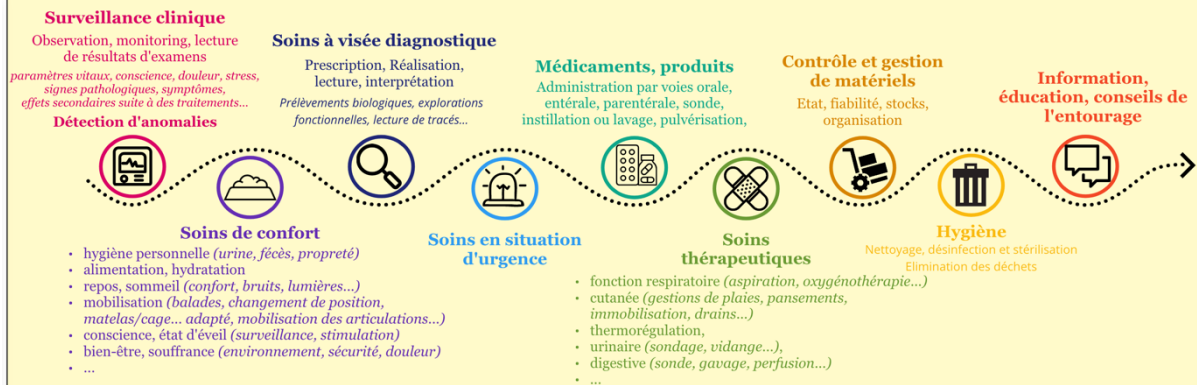 Surveillance clinique
Observation, monitoring, lecture
de résultats d'examens
paramètres vitaux, conscience, douleur, stress,
signes pathologiques, symptômes,
effets secondaires suite à des traitements...
Détection d'anomalies
Soins de confort
• hygiène personnelle (urine, fécès, propreté)
• alimentation, hydratation
• repos, sommeil (confort, bruits, lumières...)
• mobilisation (balades, changement de position,
matelas/cage... adapté, mobilisation des articulations...)
• conscience, état d'éveil (surveillance, stimulation)
• bien-être, souffrance (environnement, sécurité, douleur)
• ...
Soins à visée diagnostique
Prescription, Réalisation,
lecture, interprétation
Prélèvements biologiques, explorations
fonctionnelles, lecture de tracés...
Soins en situation
d'urgence
Médicaments, produits
Administration par voies orale,
entérale, parentérale, sonde,
instillation ou lavage, pulvérisation,
Soins
thérapeutiques
• fonction respiratoire (aspiration, oxygénothérapie...)
• cutanée (gestions de plaies, pansements,
immobilisation, drains...)
• thermorégulation,
• urinaire (sondage, vidange...),
• digestive (sonde, gavage, perfusion...)
• ...
Contrôle et gestion
de matériels
Etat, fiabilité, stocks,
organisation
Hygiène
Nettoyage, désinfection et stérilisation
Elimination des déchets
Information,
éducation, conseils de
l'entourage